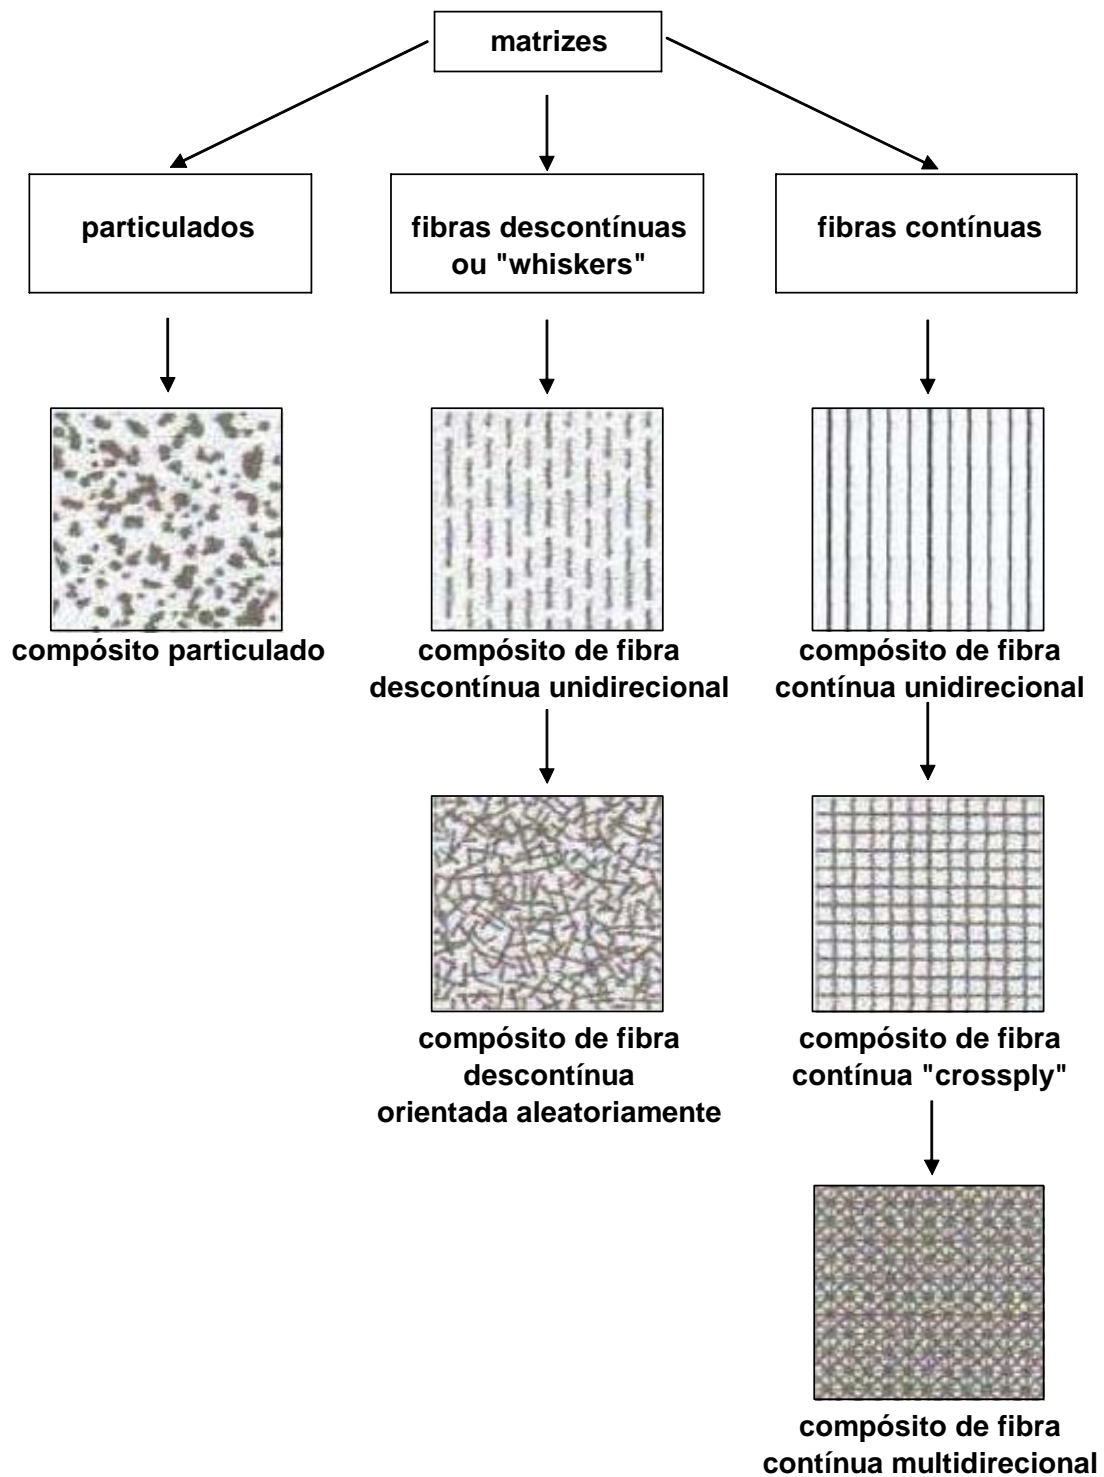 matrizes
particulados
fibras descontínuas
ou "whiskers"
fibras contínuas
compósito particulado
compósito de fibra
descontínua unidirecional
compósito de fibra
contínua unidirecional
compósito de fibra
descontínua
orientada aleatoriamente
compósito de fibra
contínua "crossply"
compósito de fibra
contínua multidirecional